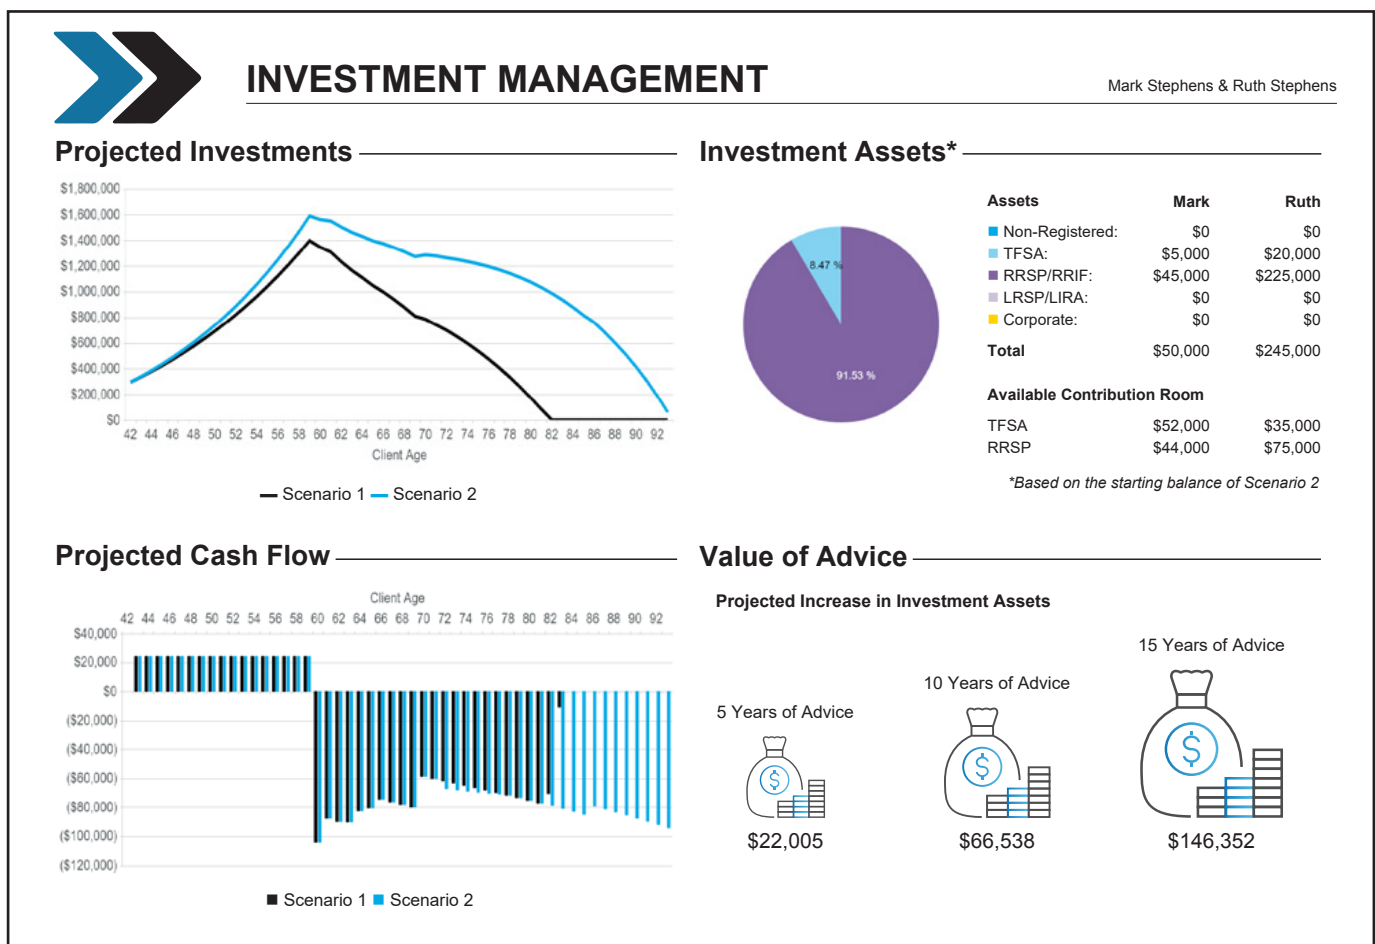 INVESTMENT MANAGEMENT
Mark Stephens & Ruth Stephens
Projected Investments
$1,800,000
$1,600,000
$1,400,000
$1,200,000
$1,000,000
$800,000
$600,000
$400,000
$200,000
$0
42 44 46 48 50 52 54 56 58 60 62 64 66 68 70 72 74 76 78 80 82 84 86 88 90 92
Client Age
Scenario 1 Scenario 2
Investment Assets*
8.47 %
91.53 %
Assets Mark Ruth
Non-Registered: $0 $0
TFSA: $5,000 $20,000
RRSP/RRIF: $45,000 $225,000
LRSP/LIRA: $0 $0
Corporate: $0 $0
Total $50,000 $245,000
Available Contribution Room
TFSA $52,000 $35,000
RRSP $44,000 $75,000
*Based on the starting balance of Scenario 2
Projected Cash Flow
Client Age
42 44 46 48 50 52 54 56 58 60 62 64 66 68 70 72 74 76 78 80 82 84 86 88 90 92
$40,000
$20,000
$0
($20,000)
($40,000)
($60,000)
($80,000)
($100,000)
($120,000)
Scenario 1 Scenario 2
Value of Advice
Projected Increase in Investment Assets
5 Years of Advice
$
$22,005
10 Years of Advice
$
$66,538
15 Years of Advice
$
$146,352